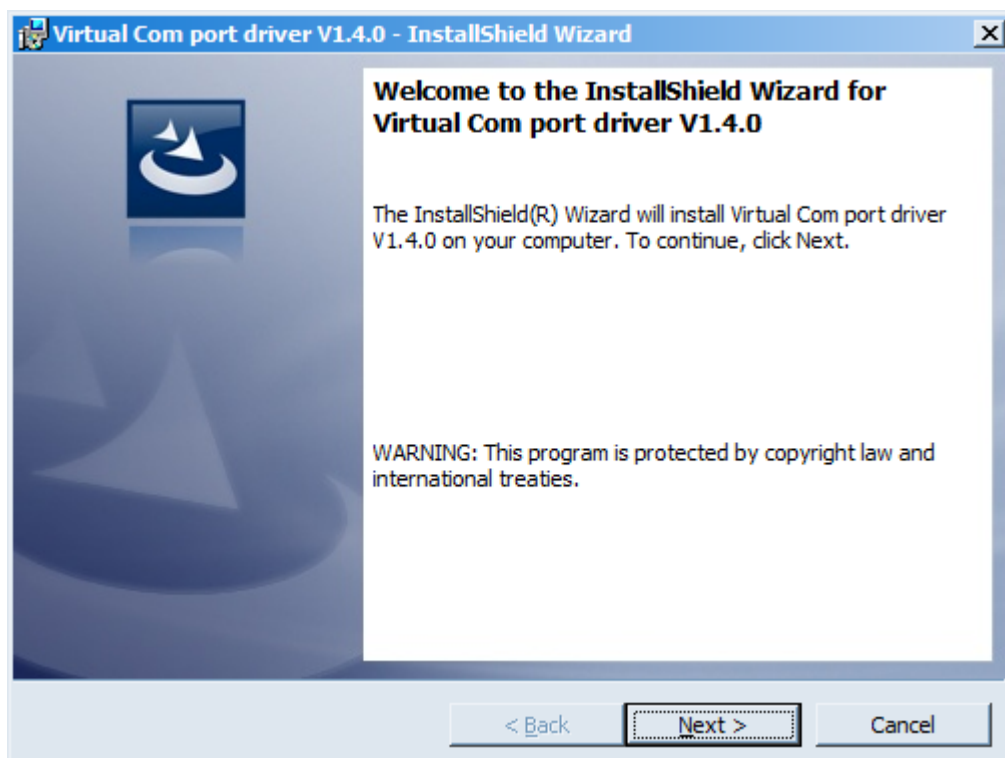 Virtual Com port driver V1.4.0 - InstallShield Wizard
Welcome to the InstallShield Wizard for
Virtual Com port driver V1.4.0
The InstallShield(R) Wizard will install Virtual Com port driver
V1.4.0 on your computer. To continue, click Next.
WARNING: This program is protected by copyright law and
international treaties.
< Back
Next >
Cancel